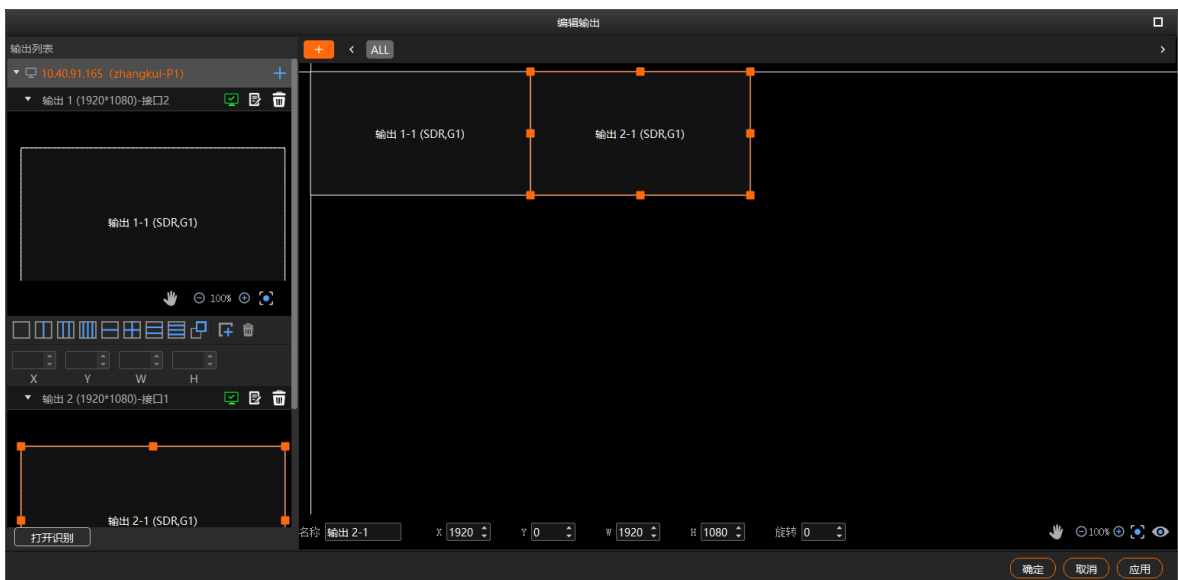 编辑输出
输出列表
+ < ALL >
10.40.91.165 (zhangkui-P1)
输出 1 (1920*1080)-接口2
输出 1-1 (SDR,G1)
100%
X Y W H
输出 2 (1920*1080)-接口1
输出 2-1 (SDR,G1)
打开识别
输出 1-1 (SDR,G1)
输出 2-1 (SDR,G1)
名称 输出 2-1 X 1920 Y 0 W 1920 H 1080 旋转 0
100%
确定 取消 应用